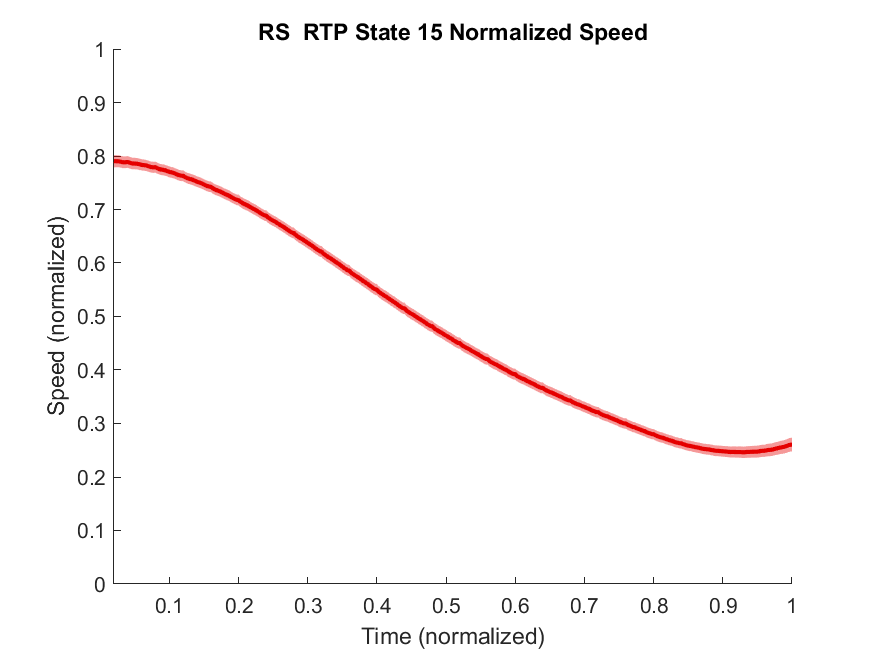 RS  RTP State 15 Normalized Speed
1
0.9
0.8
0.7
0.6
0.5
0.4
0.3
0.2
0.1
0
Speed (normalized)
0.1 0.2 0.3 0.4 0.5 0.6 0.7 0.8 0.9 1
Time (normalized)